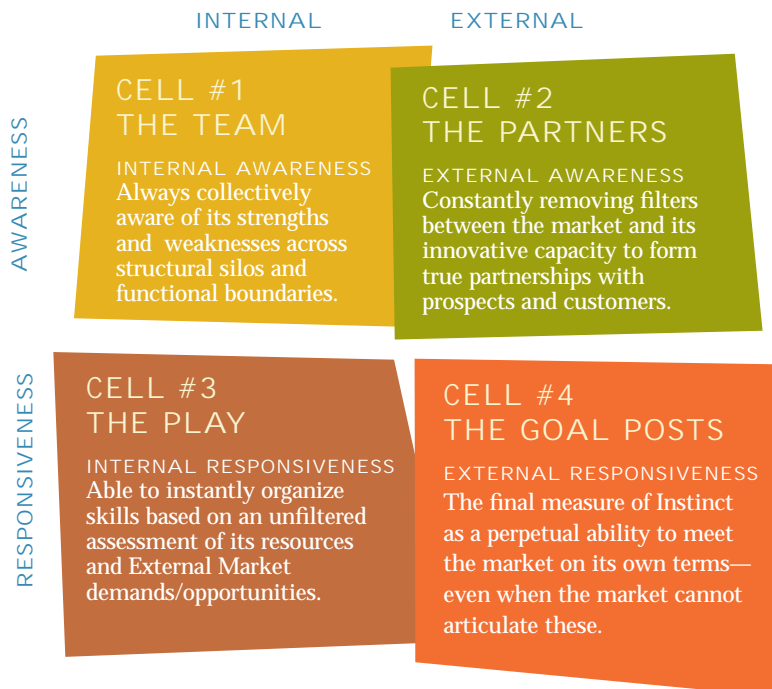 INTERNAL
EXTERNAL
AWARENESS
CELL #1
THE TEAM
INTERNAL AWARENESS
Always collectively
aware of its strengths
and weaknesses across
structural silos and
functional boundaries.
CELL #2
THE PARTNERS
EXTERNAL AWARENESS
Constantly removing filters
between the market and its
innovative capacity to form
true partnerships with
prospects and customers.
RESPONSIVENESS
CELL #3
THE PLAY
INTERNAL RESPONSIVENESS
Able to instantly organize
skills based on an unfiltered
assessment of its resources
and External Market
demands/opportunities.
CELL #4
THE GOAL POSTS
EXTERNAL RESPONSIVENESS
The final measure of Instinct
as a perpetual ability to meet
the market on its own terms—
even when the market cannot
articulate these.